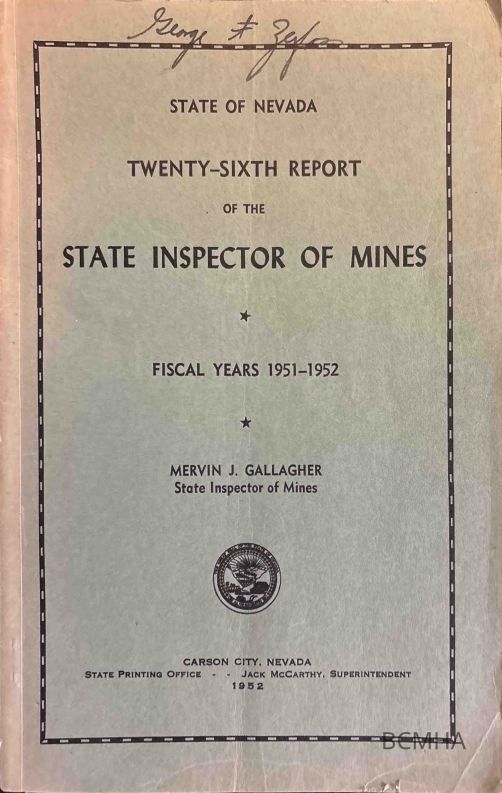 George
STATE OF NEVADA
TWENTY–SIXTH REPORT
OF THE
STATE INSPECTOR OF MINES
FISCAL YEARS 1951–1952
MERVIN J. GALLAGHER
State Inspector of Mines
CARSON CITY, NEVADA
STATE PRINTING OFFICE - - JACK MCCARTHY, SUPERINTENDENT
1952
BCMHA